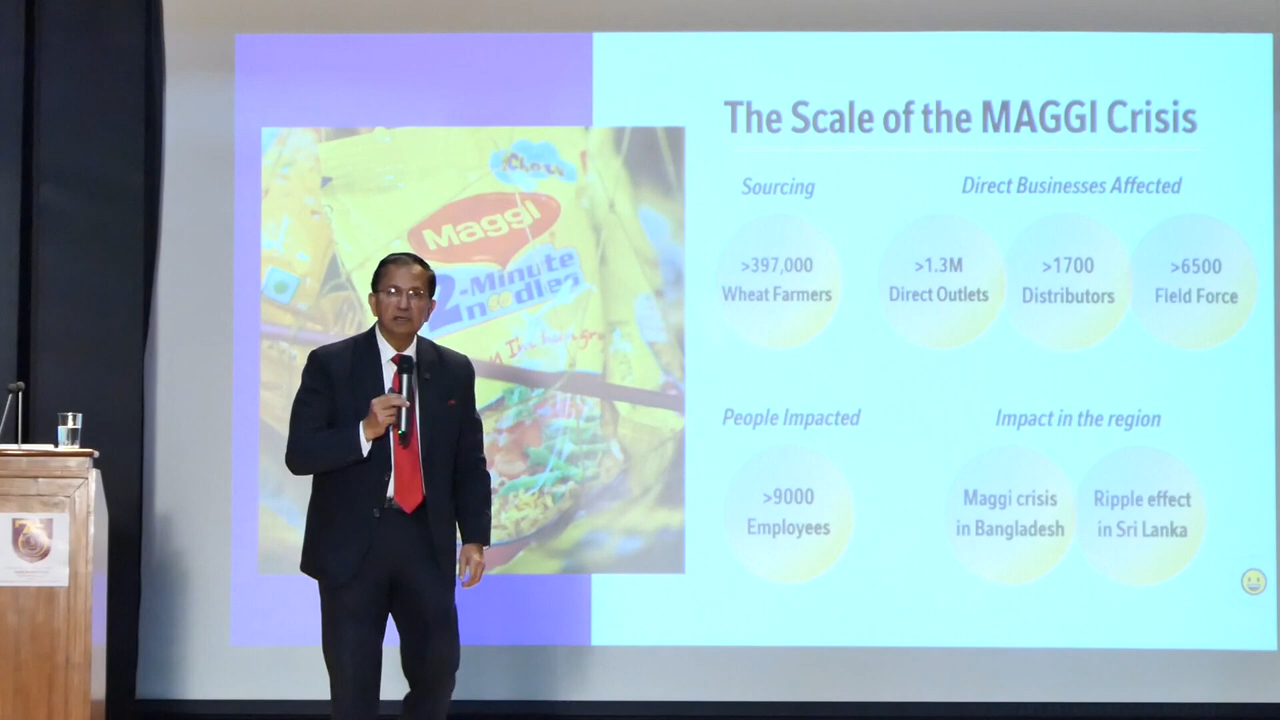 The Scale of the MAGGI Crisis
Sourcing
Direct Businesses Affected
>397,000
Wheat Farmers
>1.3M
Direct Outlets
>1700
Distributors
>6500
Field Force
People Impacted
Impact in the region
>9000
Employees
Maggi crisis
in Bangladesh
Ripple effect
in Sri Lanka
Maggi
2-Minute
noodles
75